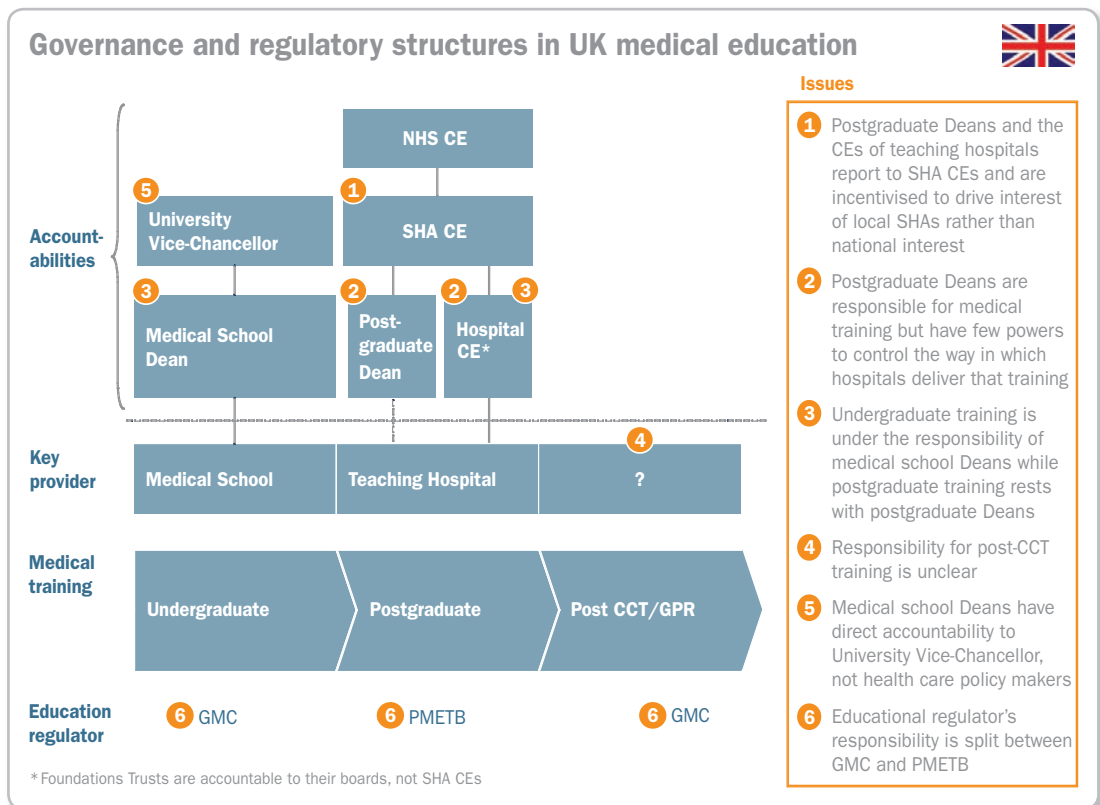 Governance and regulatory structures in UK medical education
Issues
1 Postgraduate Deans and the
CEs of teaching hospitals
report to SHA CEs and are
incentivised to drive interest
of local SHAs rather than
national interest
2 Postgraduate Deans are
responsible for medical
training but have few powers
to control the way in which
hospitals deliver that training
3 Undergraduate training is
under the responsibility of
medical school Deans while
postgraduate training rests
with postgraduate Deans
4 Responsibility for post-CCT
training is unclear
5 Medical school Deans have
direct accountability to
University Vice-Chancellor,
not health care policy makers
6 Educational regulator's
responsibility is split between
GMC and PMETB
Account-
abilities
NHS CE
5
University
Vice-Chancellor
1
SHA CE
3
Medical School
Dean
2
Post-
graduate
Dean
2
3
Hospital
CE*
Key
provider
Medical School
Teaching Hospital
4
?
Medical
training
Undergraduate
Postgraduate
Post CCT/GPR
Education
regulator
6 GMC
6 PMETB
6 GMC
* Foundations Trusts are accountable to their boards, not SHA CEs